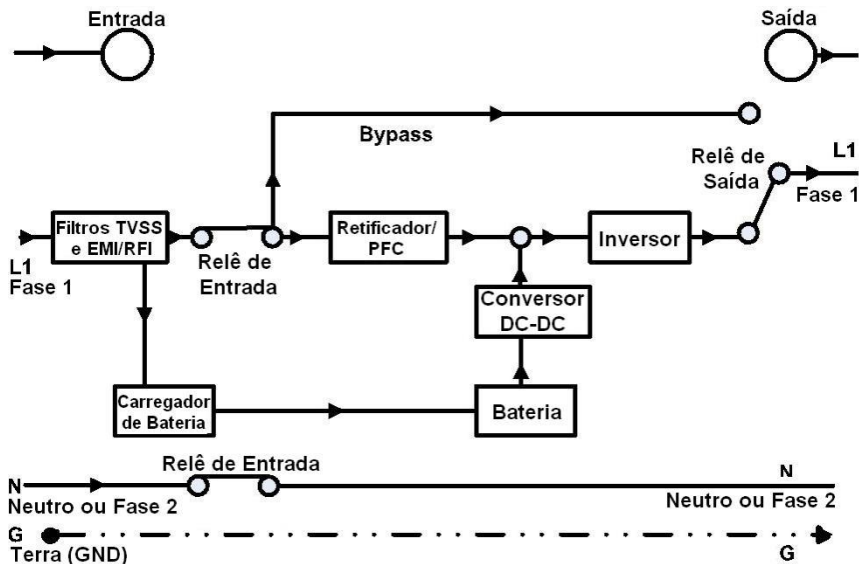 Entrada
Saída
Bypass
L1
Relê de
Saída
Fase 1
Filtros TVSS
e EMI/RFI
Retificador/
PFC
Inversor
L1
Fase 1
Relê de
Entrada
Conversor
DC-DC
Carregador
de Bateria
Bateria
Relê de Entrada
N
N
Neutro ou Fase 2
Neutro ou Fase 2
G
Terra (GND)
G